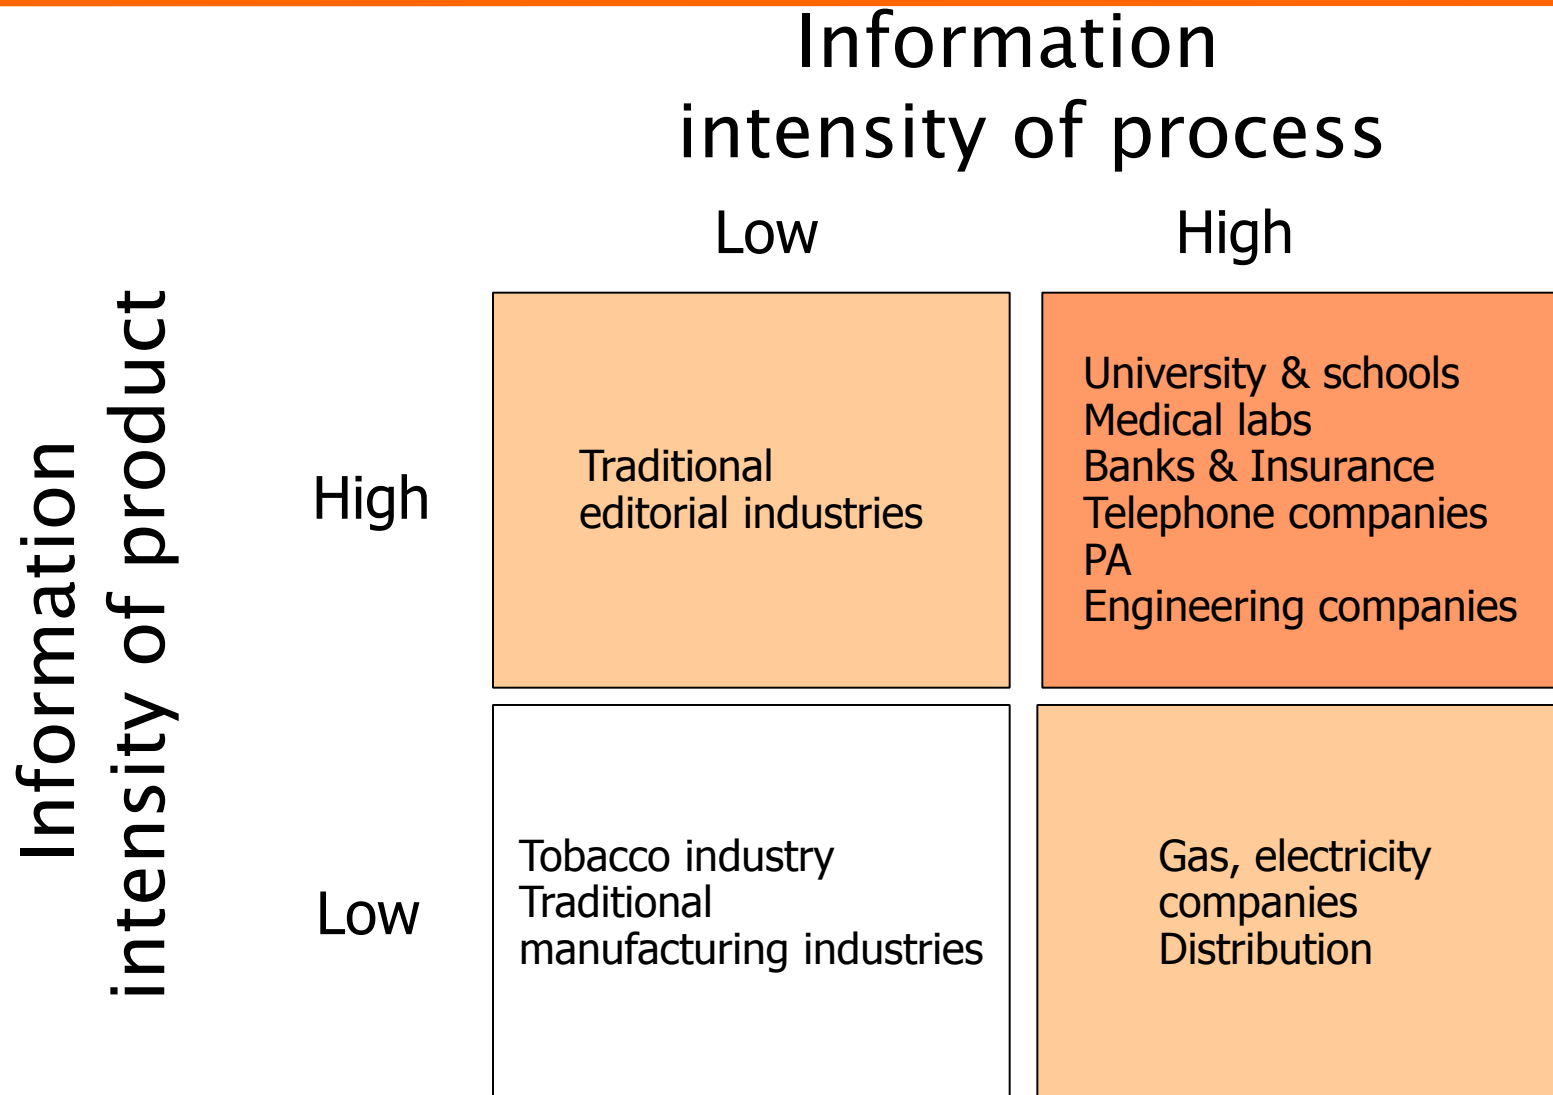 Information
intensity of process
Low
High
Information
intensity of product
High
Traditional
editorial industries
University & schools
Medical labs
Banks & Insurance
Telephone companies
PA
Engineering companies
Low
Tobacco industry
Traditional
manufacturing industries
Gas, electricity
companies
Distribution